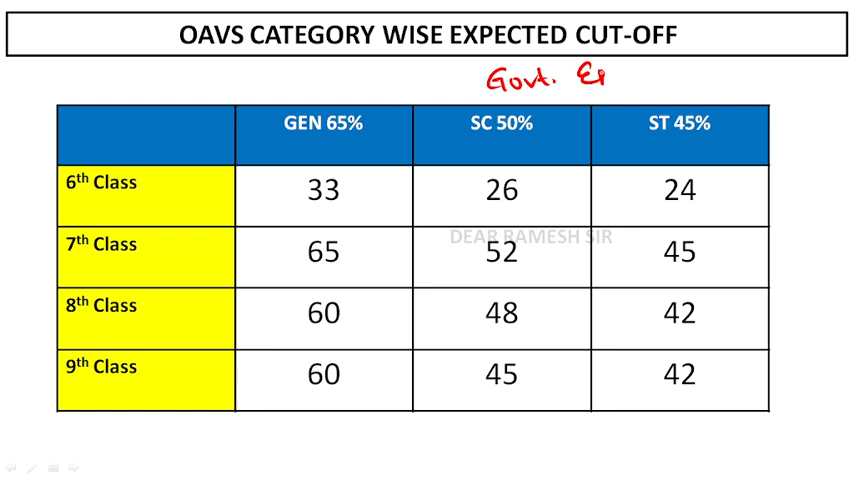 OAVS CATEGORY WISE EXPECTED CUT-OFF
Govt.
GEN 65% SC 50% ST 45%
6th Class 33 26 24
DEAR RAMESH SIR
7th Class 65 52 45
8th Class 60 48 42
9th Class 60 45 42